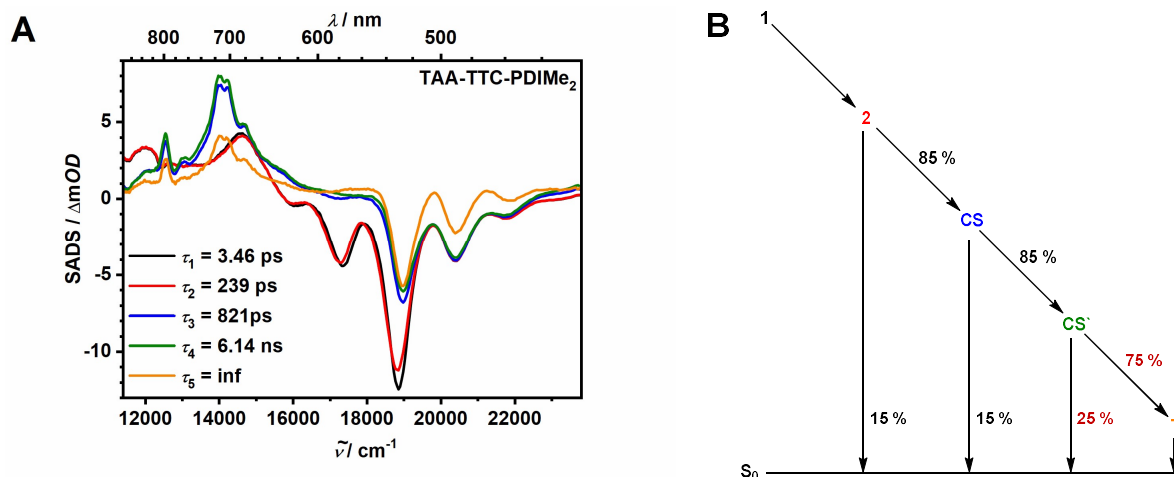 A
λ / nm
800 700 600 500
TAA-TTC-PDIMe2
SADS / ΔmOD
5
0
-5
-10
τ1 = 3.46 ps
τ2 = 239 ps
τ3 = 821ps
τ4 = 6.14 ns
τ5 = inf
12000 14000 16000 18000 20000 22000
ν̃ / cm-1
B
1
2
85 %
CS
85 %
CS`
75 %
15 %
15 %
25 %
S0